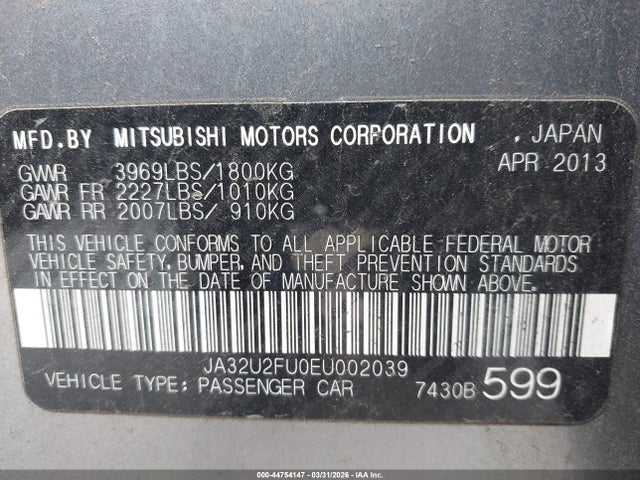 MFD.BY MITSUBISHI MOTORS CORPORATION , JAPAN
GVWR 3969LBS/1800KG APR 2013
GAWR FR 2227LBS/1010KG
GAWR RR 2007LBS/ 910KG
THIS VEHICLE CONFORMS TO ALL APPLICABLE FEDERAL MOTOR
VEHICLE SAFETY, BUMPER, AND THEFT PREVENTION STANDARDS
IN EFFECT ON THE DATE OF MANUFACTURE SHOWN ABOVE.
JA32U2FU0EU002039
VEHICLE TYPE: PASSENGER CAR 7430B 599
000-44754147 - 03/31/2026 - IAA Inc.